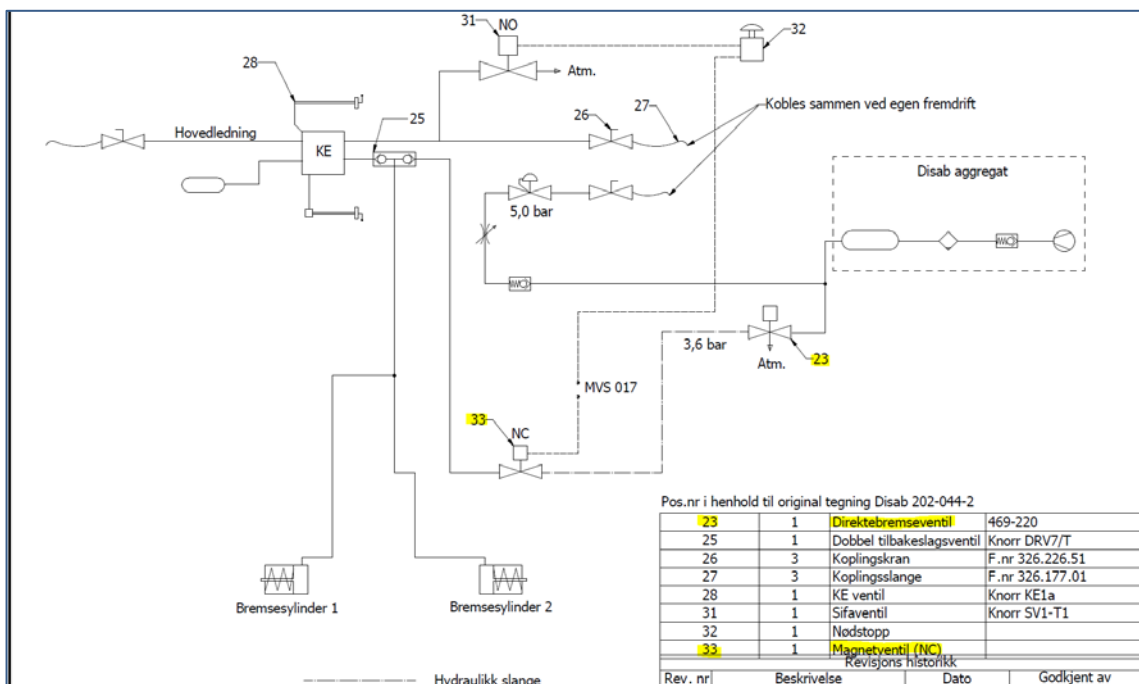 31
NO
32
Atm.
28
25
26
27
Kobles sammen ved egen fremdrift
Hovedledning
KE
Disab aggregat
5,0 bar
3,6 bar
23
Atm.
MVS 017
33
NC
Pos.nr i henhold til original tegning Disab 202-044-2
23 1 Direktebremseventil 469-220
25 1 Dobbel tilbakeslagsventil Knorr DRV7/T
26 3 Koplingskran F.nr 326.226.51
27 3 Koplingsslange F.nr 326.177.01
28 1 KE ventil Knorr KE1a
31 1 Sifaventil Knorr SV1-T1
32 1 Nødstopp
33 1 Magnetventil (NC)
Revisjons historikk
Rev. nr Beskrivelse Dato Godkjent av
Bremsesylinder 1
Bremsesylinder 2
Hydraulikk slange